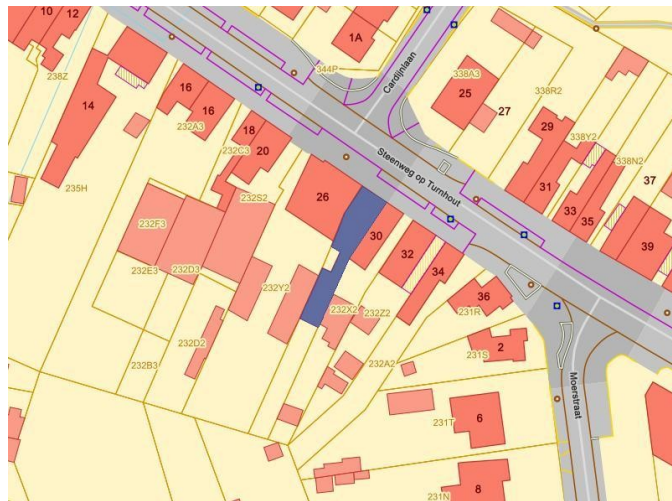 10
12
1A
Cardijnlaan
344P
238Z
14
16
16
232A3
18
20
232C3
235H
338A3
25
27
338R2
29
338Y2
31
33
35
338N2
37
39
Steenweg op Turnhout
232S2
26
30
32
34
36
231R
2
231S
232F3
232E3
232D3
232Y2
232X2
232Z2
232A2
232D2
232B3
Moerstraat
231T
6
231N
8